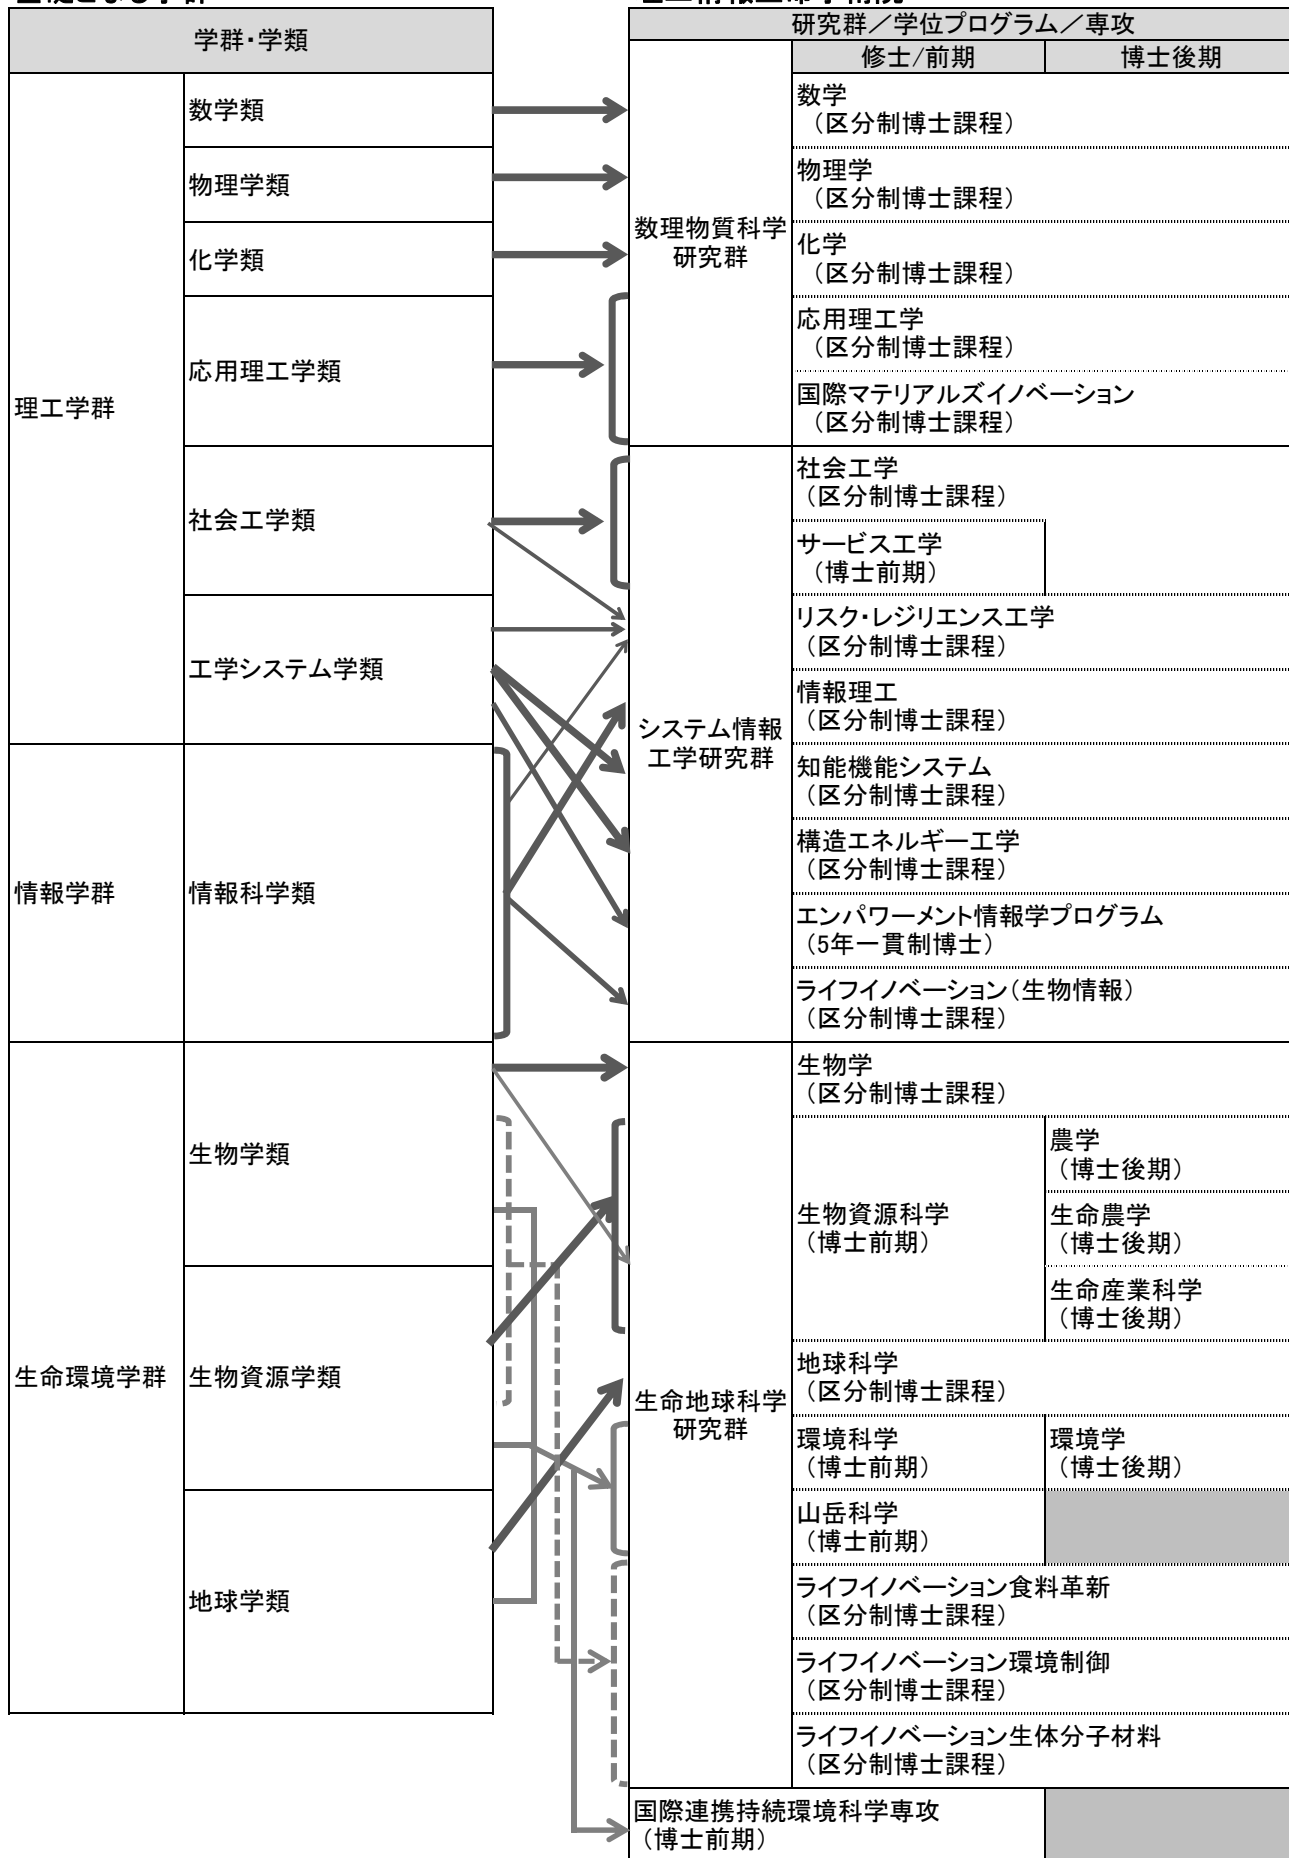 学群・学類
理工学群
数学類
物理学類
化学類
応用理工学類
社会工学類
工学システム学類
情報学群
情報科学類
生命環境学群
生物学類
生物資源学類
地球学類
研究群／学位プログラム／専攻
修士/前期
博士後期
数理物質科学
研究群
数学
（区分制博士課程）
物理学
（区分制博士課程）
化学
（区分制博士課程）
応用理工学
（区分制博士課程）
国際マテリアルズイノベーション
（区分制博士課程）
システム情報
工学研究群
社会工学
（区分制博士課程）
サービス工学
（博士前期）
リスク・レジリエンス工学
（区分制博士課程）
情報理工
（区分制博士課程）
知能機能システム
（区分制博士課程）
構造エネルギー工学
（区分制博士課程）
エンパワーメント情報学プログラム
（5年一貫制博士）
ライフイノベーション（生物情報）
（区分制博士課程）
生命地球科学
研究群
生物学
（区分制博士課程）
生物資源科学
（博士前期）
農学
（博士後期）
生命農学
（博士後期）
生命産業科学
（博士後期）
地球科学
（区分制博士課程）
環境科学
（博士前期）
環境学
（博士後期）
山岳科学
（博士前期）
ライフイノベーション食料革新
（区分制博士課程）
ライフイノベーション環境制御
（区分制博士課程）
ライフイノベーション生体分子材料
（区分制博士課程）
国際連携持続環境科学専攻
（博士前期）